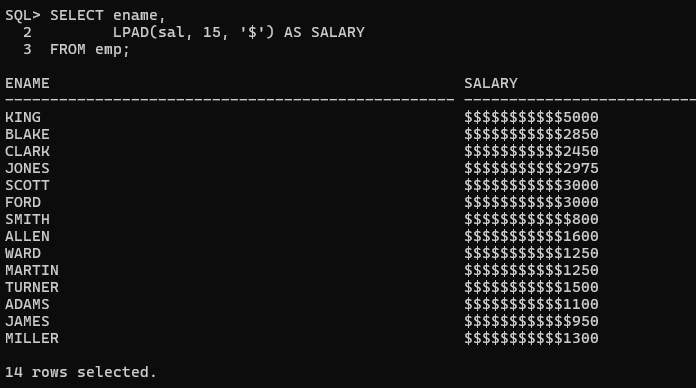 SQL> SELECT ename,
  2         LPAD(sal, 15, '$') AS SALARY
  3  FROM emp;
ENAME                                              SALARY
-------------------------------------------------- --------------------------
KING                                               $$$$$$$$$$$5000
BLAKE                                              $$$$$$$$$$$2850
CLARK                                              $$$$$$$$$$$2450
JONES                                              $$$$$$$$$$$2975
SCOTT                                              $$$$$$$$$$$3000
FORD                                               $$$$$$$$$$$3000
SMITH                                              $$$$$$$$$$$$800
ALLEN                                              $$$$$$$$$$$1600
WARD                                               $$$$$$$$$$$1250
MARTIN                                             $$$$$$$$$$$1250
TURNER                                             $$$$$$$$$$$1500
ADAMS                                              $$$$$$$$$$$1100
JAMES                                              $$$$$$$$$$$$950
MILLER                                             $$$$$$$$$$$1300
14 rows selected.